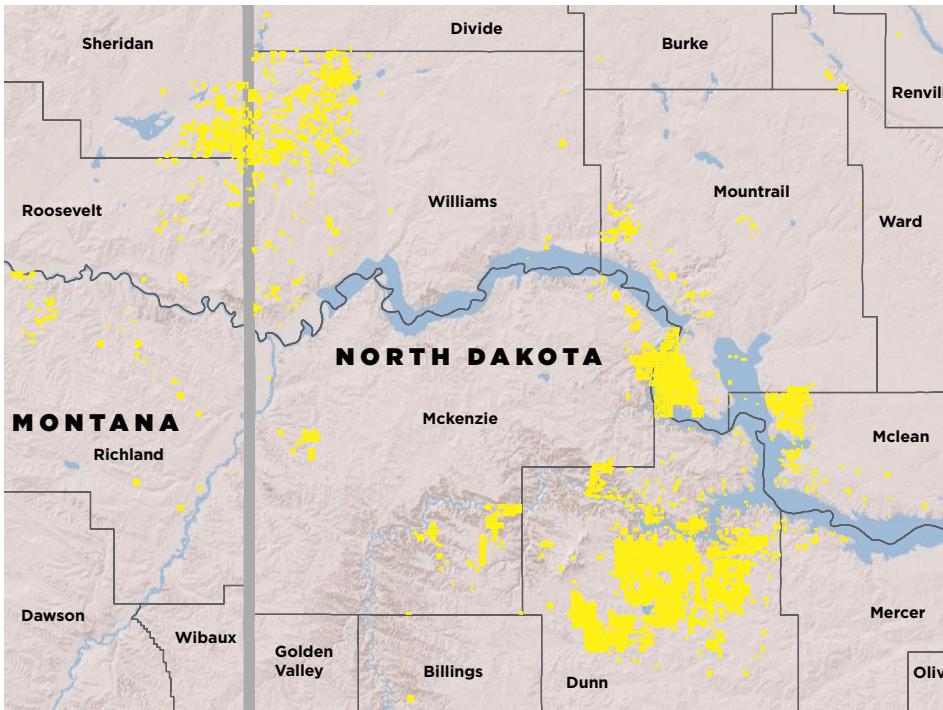 Divide
Sheridan
Burke
Renvill
Mountrail
Williams
Roosevelt
Ward
NORTH DAKOTA
Mckenzie
MONTANA
Richland
Mclean
Dawson
Mercer
Wibaux
Golden
Valley
Billings
Dunn
Oliv